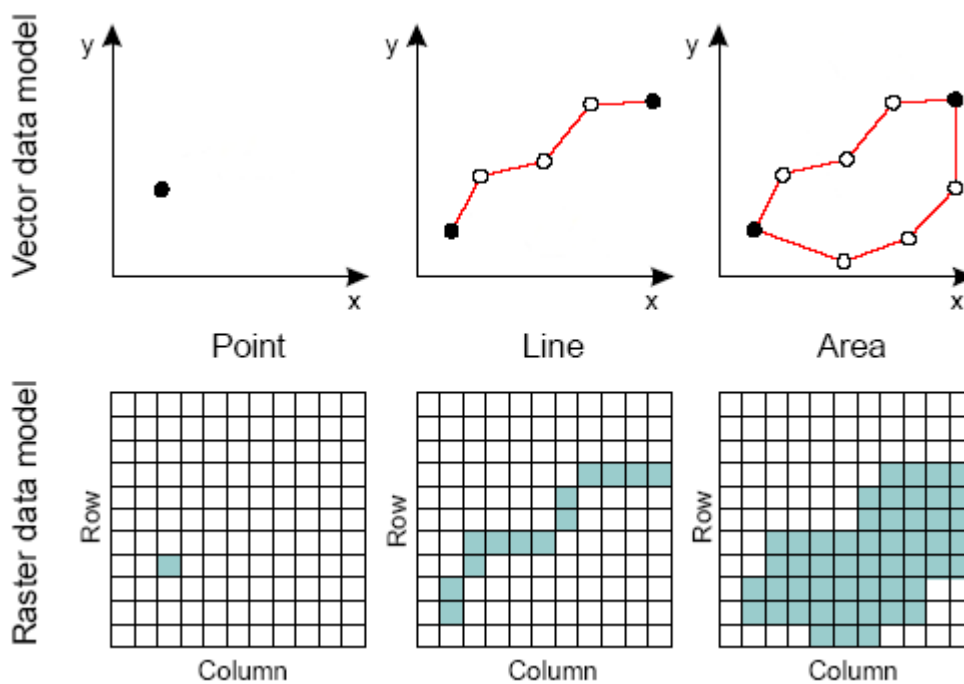 Vector data model
y
x
y
x
y
x
Point
Line
Area
Raster data model
Row
Column
Row
Column
Row
Column